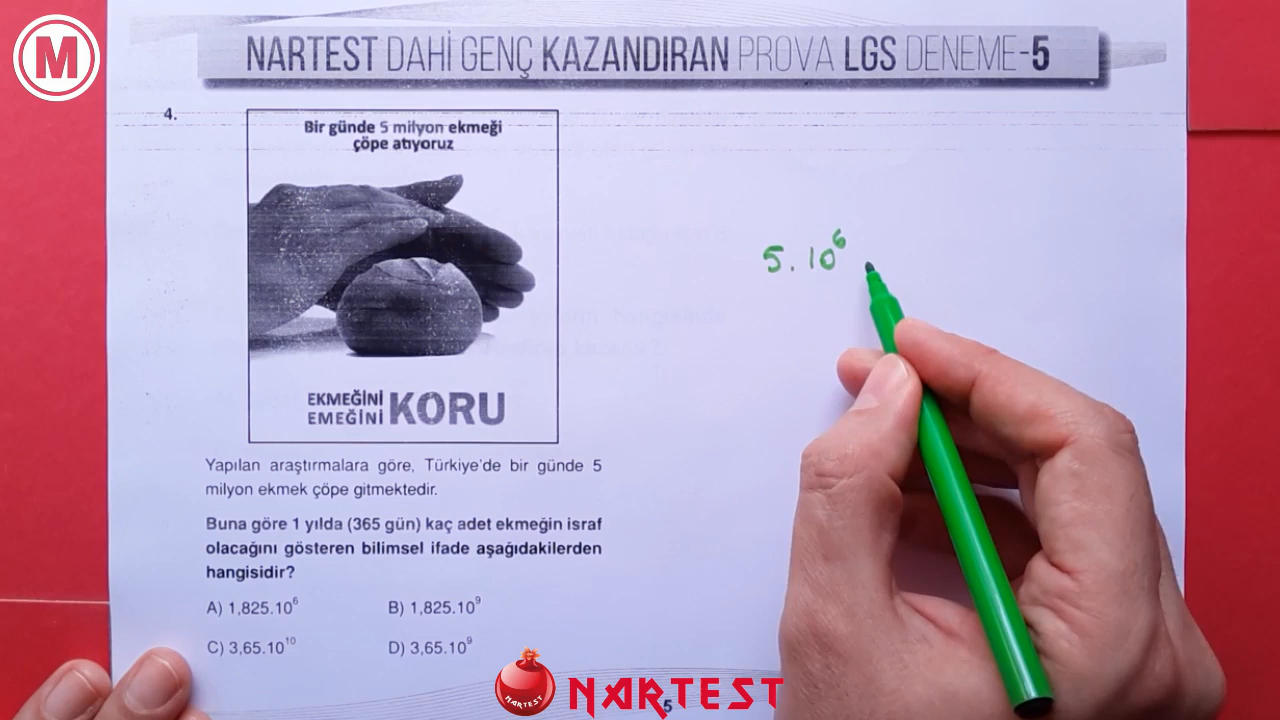 M
NARTEST DAHİ GENÇ KAZANDIRAN PROVA LGS DENEME-5
4.
Bir günde 5 milyon ekmeği
çöpe atıyoruz
EKMEĞİNİ
EMEĞİNİ KORU
5.10⁶
Yapılan araştırmalara göre, Türkiye'de bir günde 5
milyon ekmek çöpe gitmektedir.
Buna göre 1 yılda (365 gün) kaç adet ekmeğin israf
olacağını gösteren bilimsel ifade aşağıdakilerden
hangisidir?
A) 1,825.10⁶ B) 1,825.10⁹
C) 3,65.10¹⁰ D) 3,65.10⁹
NARTEST
NARTEST
5